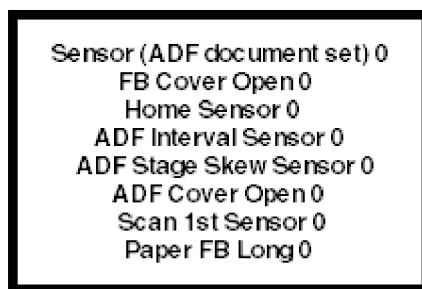 Sensor (ADF document set) 0
FB Cover Open 0
Home Sensor 0
ADF Interval Sensor 0
ADF Stage Skew Sensor 0
ADF Cover Open 0
Scan 1st Sensor 0
Paper FB Long 0